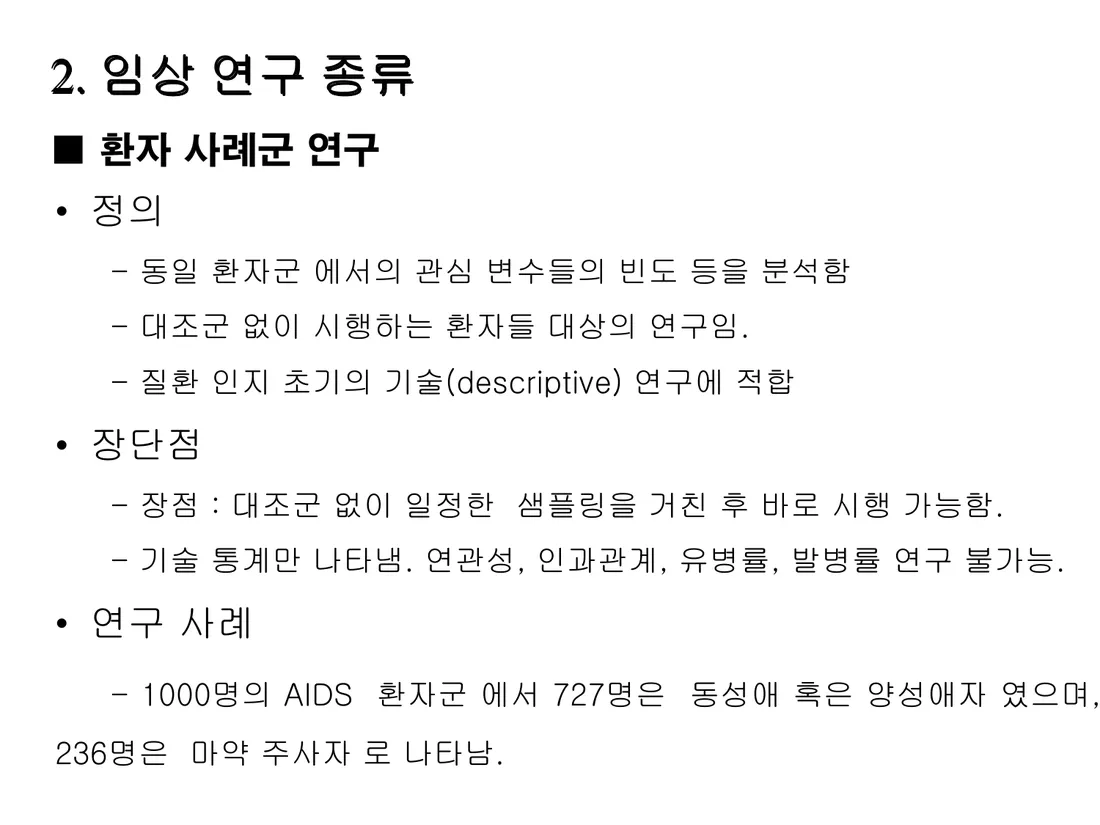 2. 임상 연구 종류
■ 환자 사례군 연구
• 정의
– 동일 환자군 에서의 관심 변수들의 빈도 등을 분석함
– 대조군 없이 시행하는 환자들 대상의 연구임.
– 질환 인지 초기의 기술(descriptive) 연구에 적합
• 장단점
– 장점 : 대조군 없이 일정한  샘플링을 거친 후 바로 시행 가능함.
– 기술 통계만 나타냄. 연관성, 인과관계, 유병률, 발병률 연구 불가능.
• 연구 사례
– 1000명의 AIDS  환자군 에서 727명은  동성애 혹은 양성애자 였으며,
236명은  마약 주사자 로 나타남.